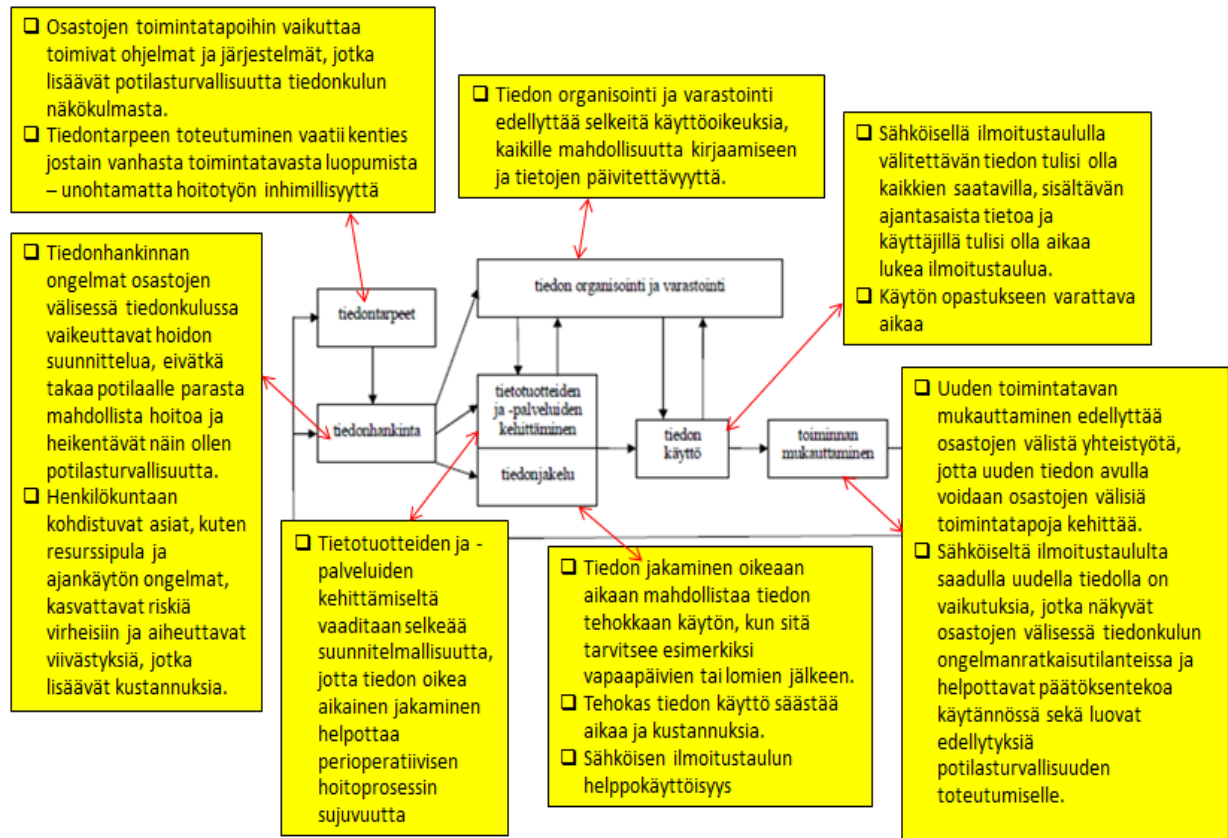 ❑ Osastojen toimintatapoihin vaikuttaa
toimivat ohjelmat ja järjestelmät, jotka
lisäävät potilasturvallisuutta tiedonkulun
näkökulmasta.
❑ Tiedontarpeen toteutuminen vaatii kenties
jostain vanhasta toimintatavasta luopumista
– unohtamatta hoitotyön inhimillisyyttä
❑ Tiedon organisointi ja varastointi
edellyttää selkeitä käyttöoikeuksia,
kaikille mahdollisuutta kirjaamiseen
ja tietojen päivitettävyyttä.
❑ Sähköisellä ilmoitustaululla
välitettävän tiedon tulisi olla
kaikkien saatavilla, sisältävän
ajantasaista tietoa ja
käyttäjillä tulisi olla aikaa
lukea ilmoitustaulua.
❑ Käytön opastukseen varattava
aikaa
❑ Tiedonhankinnan
ongelmat osastojen
välisessä tiedonkulussa
vaikeuttavat hoidon
suunnittelua, eivätkä
takaa potilaalle parasta
mahdollista hoitoa ja
heikentävät näin ollen
potilasturvallisuutta.
❑ Henkilökuntaan
kohdistuvat asiat, kuten
resurssipula ja
ajankäytön ongelmat,
kasvattavat riskiä
virheisiin ja aiheuttavat
viivästyksiä, jotka
lisäävät kustannuksia.
tiedontarpeet
tiedon organisointi ja varastointi
tiedonhankinta
tietotuotteiden
ja -palveluiden
kehittäminen
tiedonjakelu
tiedon
käyttö
toiminnan
mukauttaminen
❑ Tietotuotteiden ja -
palveluiden
kehittämiseltä
vaaditaan selkeää
suunnitelmallisuutta,
jotta tiedon oikea
aikainen jakaminen
helpottaa
perioperatiivisen
hoitoprosessin
sujuvuutta
❑ Tiedon jakaminen oikeaan
aikaan mahdollistaa tiedon
tehokkaan käytön, kun sitä
tarvitsee esimerkiksi
vapaapäivien tai lomien jälkeen.
❑ Tehokas tiedon käyttö säästää
aikaa ja kustannuksia.
❑ Sähköisen ilmoitustaulun
helppokäyttöisyys
❑ Uuden toimintatavan
mukauttaminen edellyttää
osastojen välistä yhteistyötä,
jotta uuden tiedon avulla
voidaan osastojen välisiä
toimintatapoja kehittää.
❑ Sähköiseltä ilmoitustaululta
saadulla uudella tiedolla on
vaikutuksia, jotka näkyvät
osastojen välisessä tiedonkulun
ongelmanratkaisutilanteissa ja
helpottavat päätöksentekoa
käytännössä sekä luovat
edellytyksiä
potilasturvallisuuden
toteutumiselle.